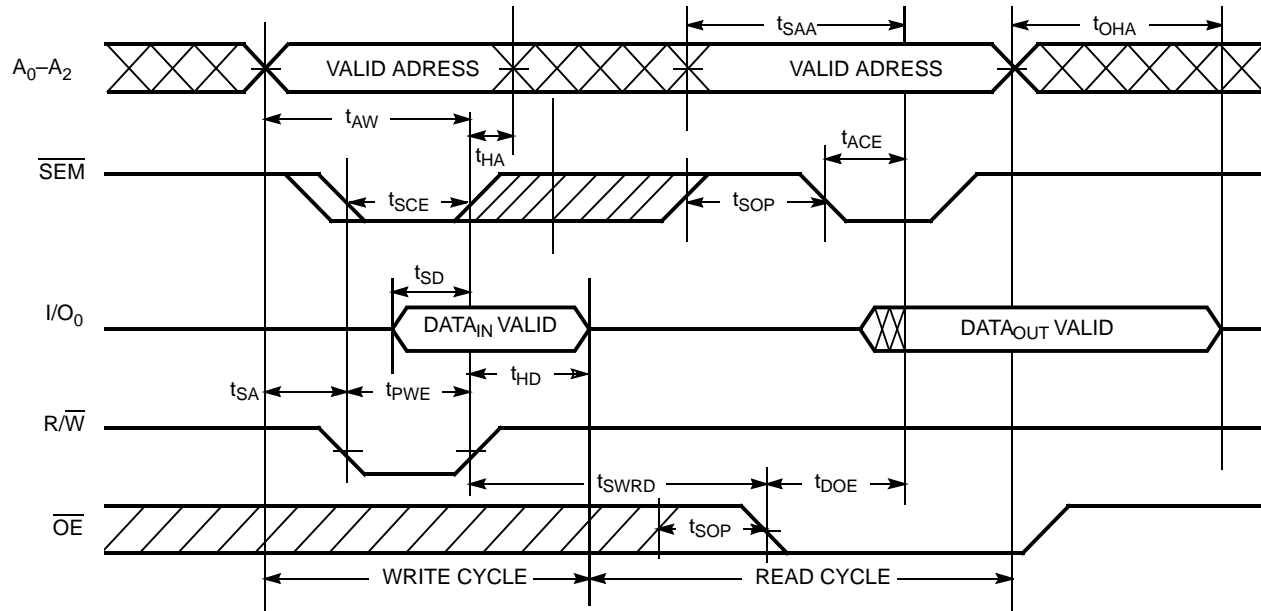 tSAA
tOHA
A0–A2
VALID ADRESS
VALID ADRESS
tAW
tHA
tACE
SEM
tSCE
tSOP
tSD
I/O0
DATAIN VALID
DATAOUT VALID
tSA
tPWE
tHD
R/W
tSWRD
tDOE
OE
tSOP
WRITE CYCLE
READ CYCLE